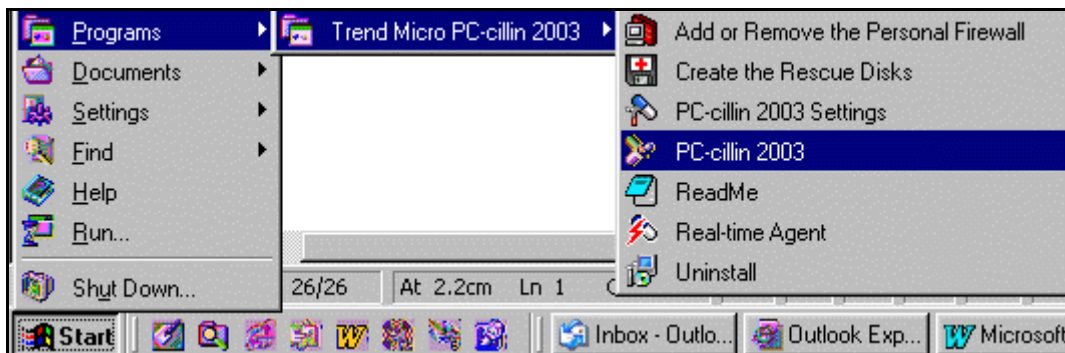 Programs
Documents
Settings
Find
Help
Run...
Shut Down...
Trend Micro PC-cillin 2003
Add or Remove the Personal Firewall
Create the Rescue Disks
PC-cillin 2003 Settings
PC-cillin 2003
ReadMe
Real-time Agent
Uninstall
26/26 At 2.2cm Ln 1
Start Inbox - Outlo... Outlook Exp... Microsoft